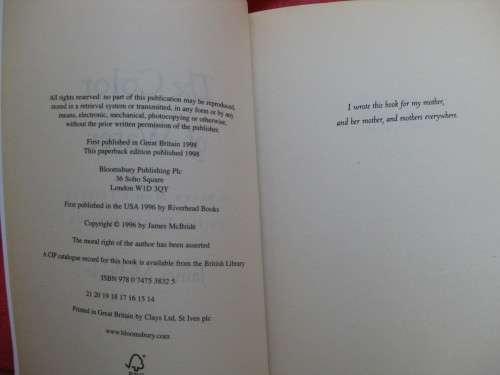 All rights reserved: no part of this publication may be reproduced,
stored in a retrieval system or transmitted, in any form or by any
means, electronic, mechanical, photocopying or otherwise,
without the prior written permission of the publisher.
First published in Great Britain 1998
This paperback edition published 1998
Bloomsbury Publishing Plc
36 Soho Square
London W1D 3QY
First published in the USA 1996 by Riverhead Books
Copyright © 1996 by James McBride
The moral right of the author has been asserted
A CIP catalogue record for this book is available from the British Library
ISBN 978 0 7475 3832 5
21 20 19 18 17 16 15 14
Printed in Great Britain by Clays Ltd, St Ives plc
www.bloomsbury.com
I wrote this book for my mother,
and her mother, and mothers everywhere.